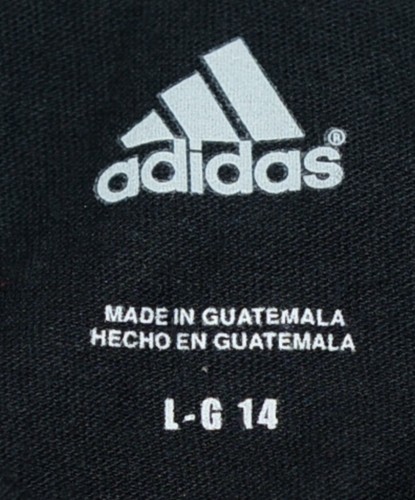 adidas®
MADE IN GUATEMALA
HECHO EN GUATEMALA
L-G 14